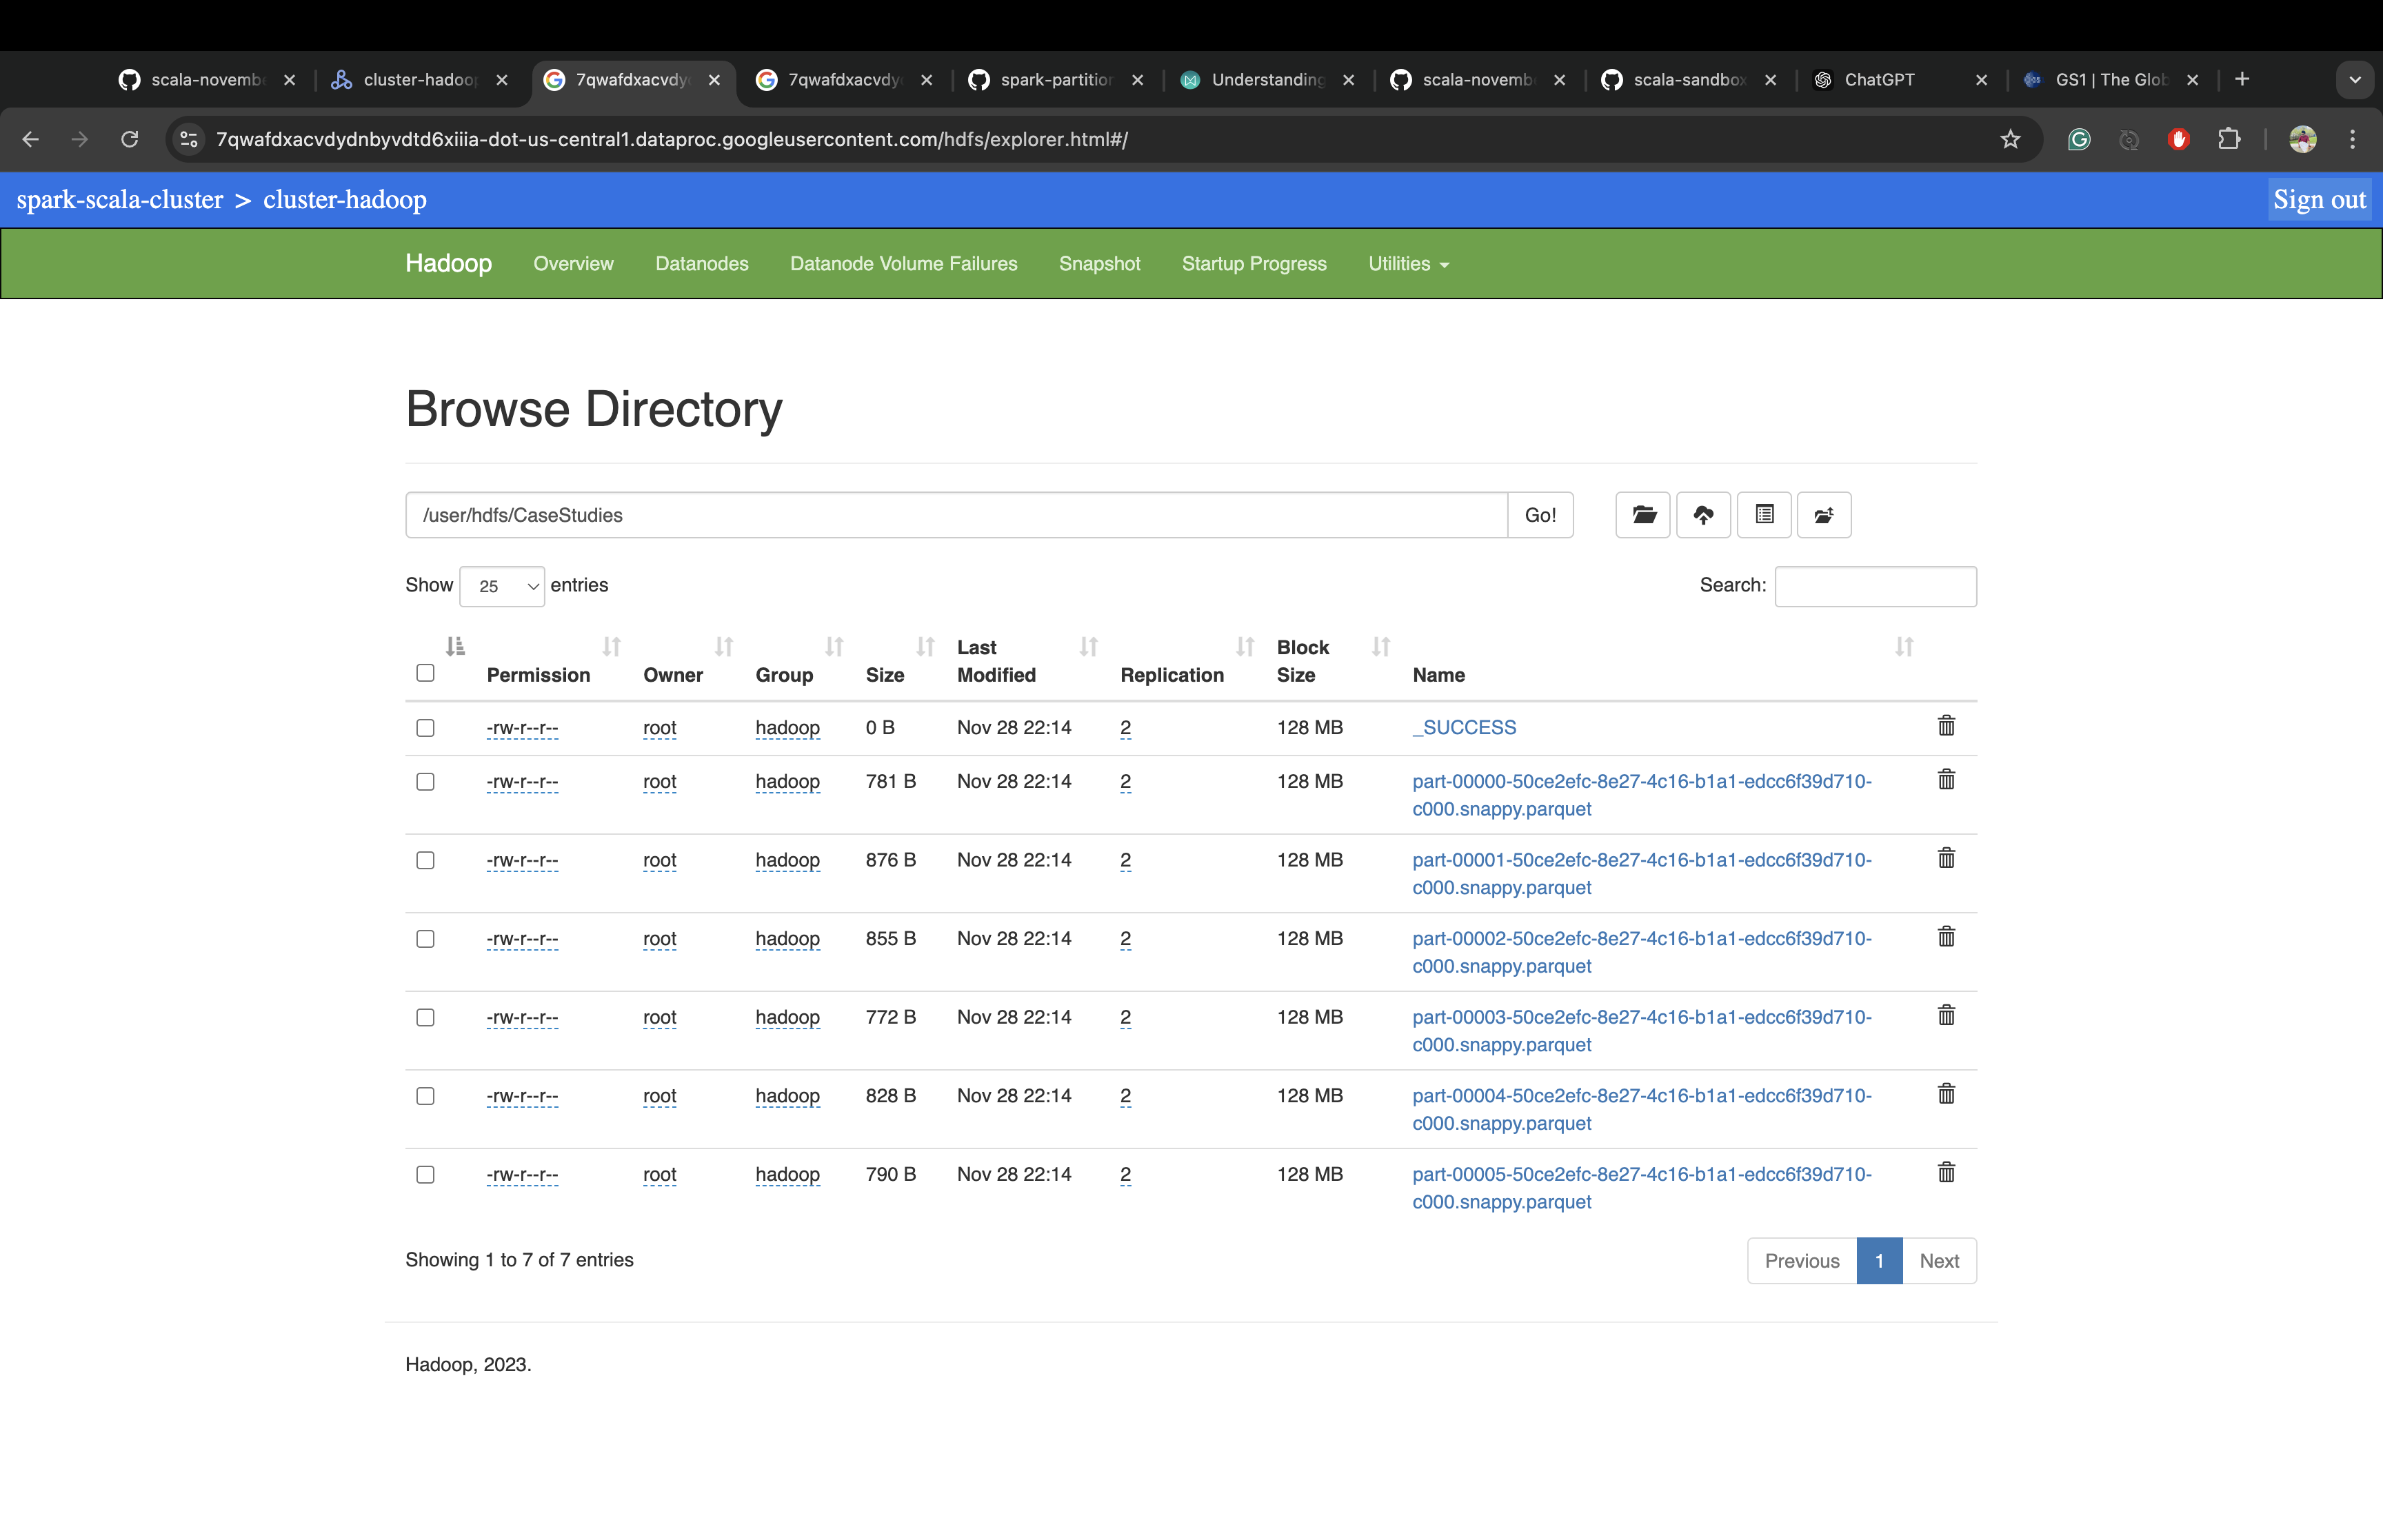 scala-novembe
cluster-hadoop
7qwafdxacvdy
7qwafdxacvdy
spark-partition
Understanding
scala-novemb
scala-sandbox
ChatGPT
GS1 | The Glob
7qwafdxacvdydnbyvdtd6xiiia-dot-us-central1.dataproc.googleusercontent.com/hdfs/explorer.html#/
spark-scala-cluster > cluster-hadoop
Sign out
Hadoop Overview Datanodes Datanode Volume Failures Snapshot Startup Progress Utilities
Browse Directory
/user/hdfs/CaseStudies Go!
Show 25 entries
Search:
Permission Owner Group Size Last Modified Replication Block Size Name
-rw-r--r-- root hadoop 0 B Nov 28 22:14 2 128 MB _SUCCESS
-rw-r--r-- root hadoop 781 B Nov 28 22:14 2 128 MB part-00000-50ce2efc-8e27-4c16-b1a1-edcc6f39d710-
c000.snappy.parquet
-rw-r--r-- root hadoop 876 B Nov 28 22:14 2 128 MB part-00001-50ce2efc-8e27-4c16-b1a1-edcc6f39d710-
c000.snappy.parquet
-rw-r--r-- root hadoop 855 B Nov 28 22:14 2 128 MB part-00002-50ce2efc-8e27-4c16-b1a1-edcc6f39d710-
c000.snappy.parquet
-rw-r--r-- root hadoop 772 B Nov 28 22:14 2 128 MB part-00003-50ce2efc-8e27-4c16-b1a1-edcc6f39d710-
c000.snappy.parquet
-rw-r--r-- root hadoop 828 B Nov 28 22:14 2 128 MB part-00004-50ce2efc-8e27-4c16-b1a1-edcc6f39d710-
c000.snappy.parquet
-rw-r--r-- root hadoop 790 B Nov 28 22:14 2 128 MB part-00005-50ce2efc-8e27-4c16-b1a1-edcc6f39d710-
c000.snappy.parquet
Showing 1 to 7 of 7 entries
Previous 1 Next
Hadoop, 2023.